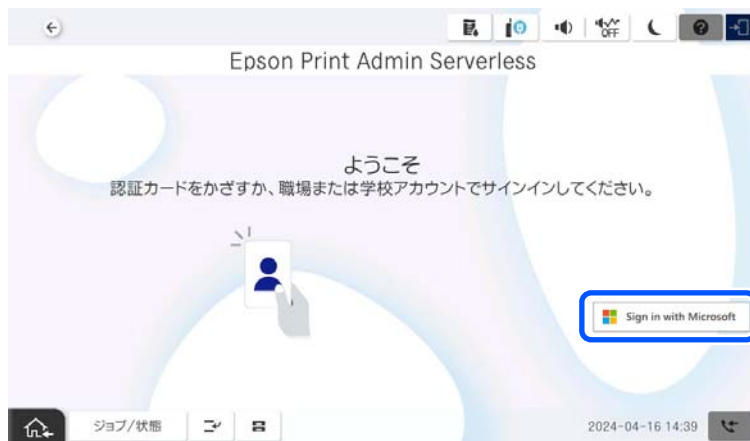 OFF
Epson Print Admin Serverless
ようこそ
認証カードをかざすか、職場または学校アカウントでサインインしてください。
Sign in with Microsoft
ジョブ/状態
2024-04-16 14:39